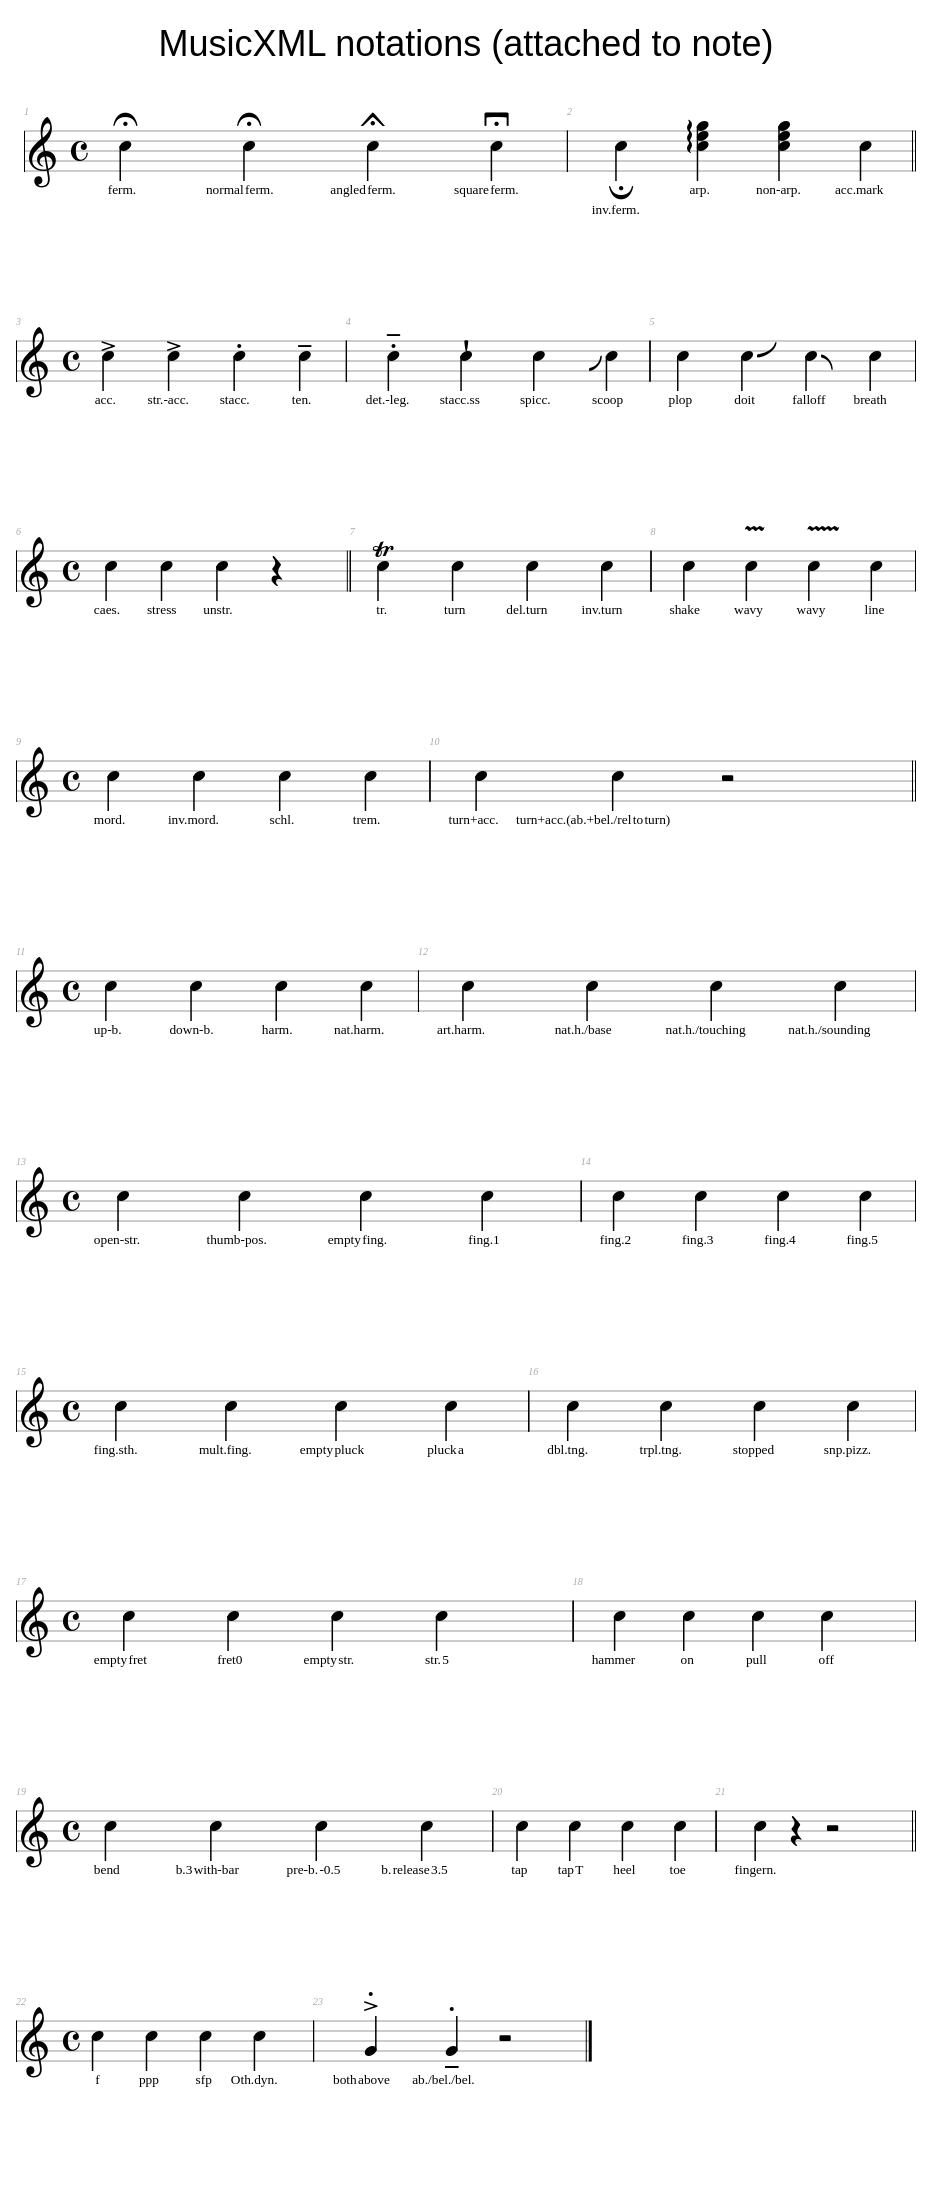 MusicXML notations (attached to note)
1 2
ferm. normal ferm. angled ferm. square ferm. arp. non-arp. acc.mark
inv.ferm.
3 4 5
acc. str.-acc. stacc. ten. det.-leg. stacc.ss spicc. scoop plop doit falloff breath
6 7 8
tr
caes. stress unstr. tr. turn del.turn inv.turn shake wavy wavy line
9 10
mord. inv.mord. schl. trem. turn+acc. turn+acc.(ab.+bel./rel to turn)
11 12
up-b. down-b. harm. nat.harm. art.harm. nat.h./base nat.h./touching nat.h./sounding
13 14
open-str. thumb-pos. empty fing. fing.1 fing.2 fing.3 fing.4 fing.5
15 16
fing.sth. mult.fing. empty pluck pluck a dbl.tng. trpl.tng. stopped snp.pizz.
17 18
empty fret fret0 empty str. str. 5 hammer on pull off
19 20 21
bend b.3 with-bar pre-b. -0.5 b. release 3.5 tap tap T heel toe fingern.
22 23
f ppp sfp Oth.dyn. both above ab./bel./bel.